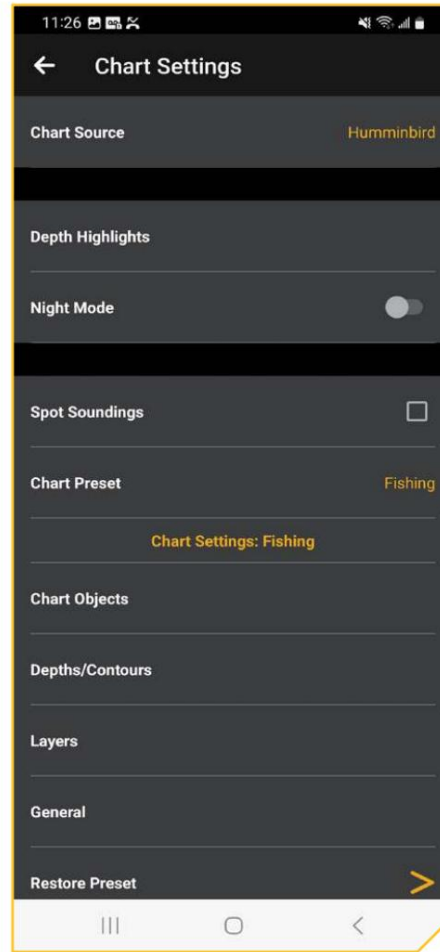 11:26
Chart Settings
Chart Source Humminbird
Depth Highlights
Night Mode
Spot Soundings
Chart Preset Fishing
Chart Settings: Fishing
Chart Objects
Depths/Contours
Layers
General
Restore Preset